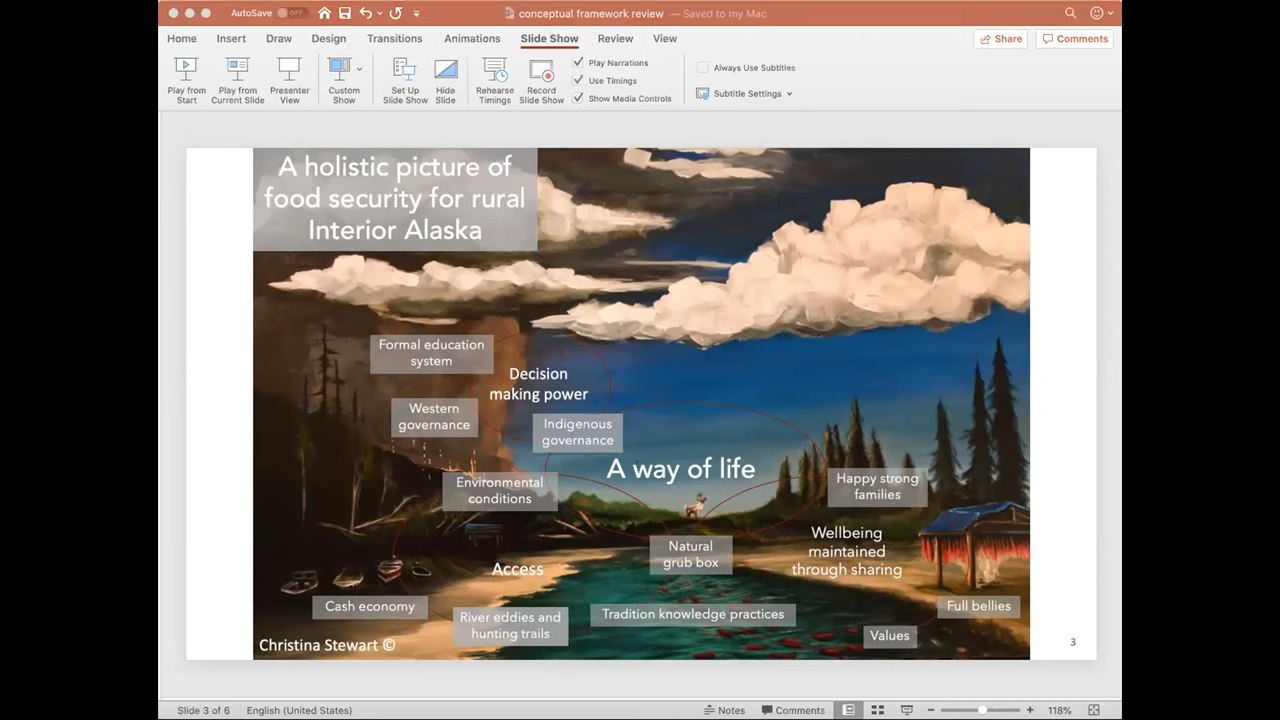 AutoSave
OFF
conceptual framework review — Saved to my Mac
Home
Insert
Draw
Design
Transitions
Animations
Slide Show
Review
View
Share
Comments
Play from
Start
Play from
Current Slide
Presenter
View
Custom
Show
Set Up
Slide Show
Hide
Slide
Rehearse
Timings
Record
Slide Show
Play Narrations
Use Timings
Show Media Controls
Always Use Subtitles
Subtitle Settings
A holistic picture of
food security for rural
Interior Alaska
Formal education
system
Decision
making power
Western
governance
Indigenous
governance
A way of life
Environmental
conditions
Happy strong
families
Wellbeing
maintained
through sharing
Natural
grub box
Access
Cash economy
River eddies and
hunting trails
Tradition knowledge practices
Full bellies
Values
Christina Stewart ©
3
Slide 3 of 6
English (United States)
Notes
Comments
118%